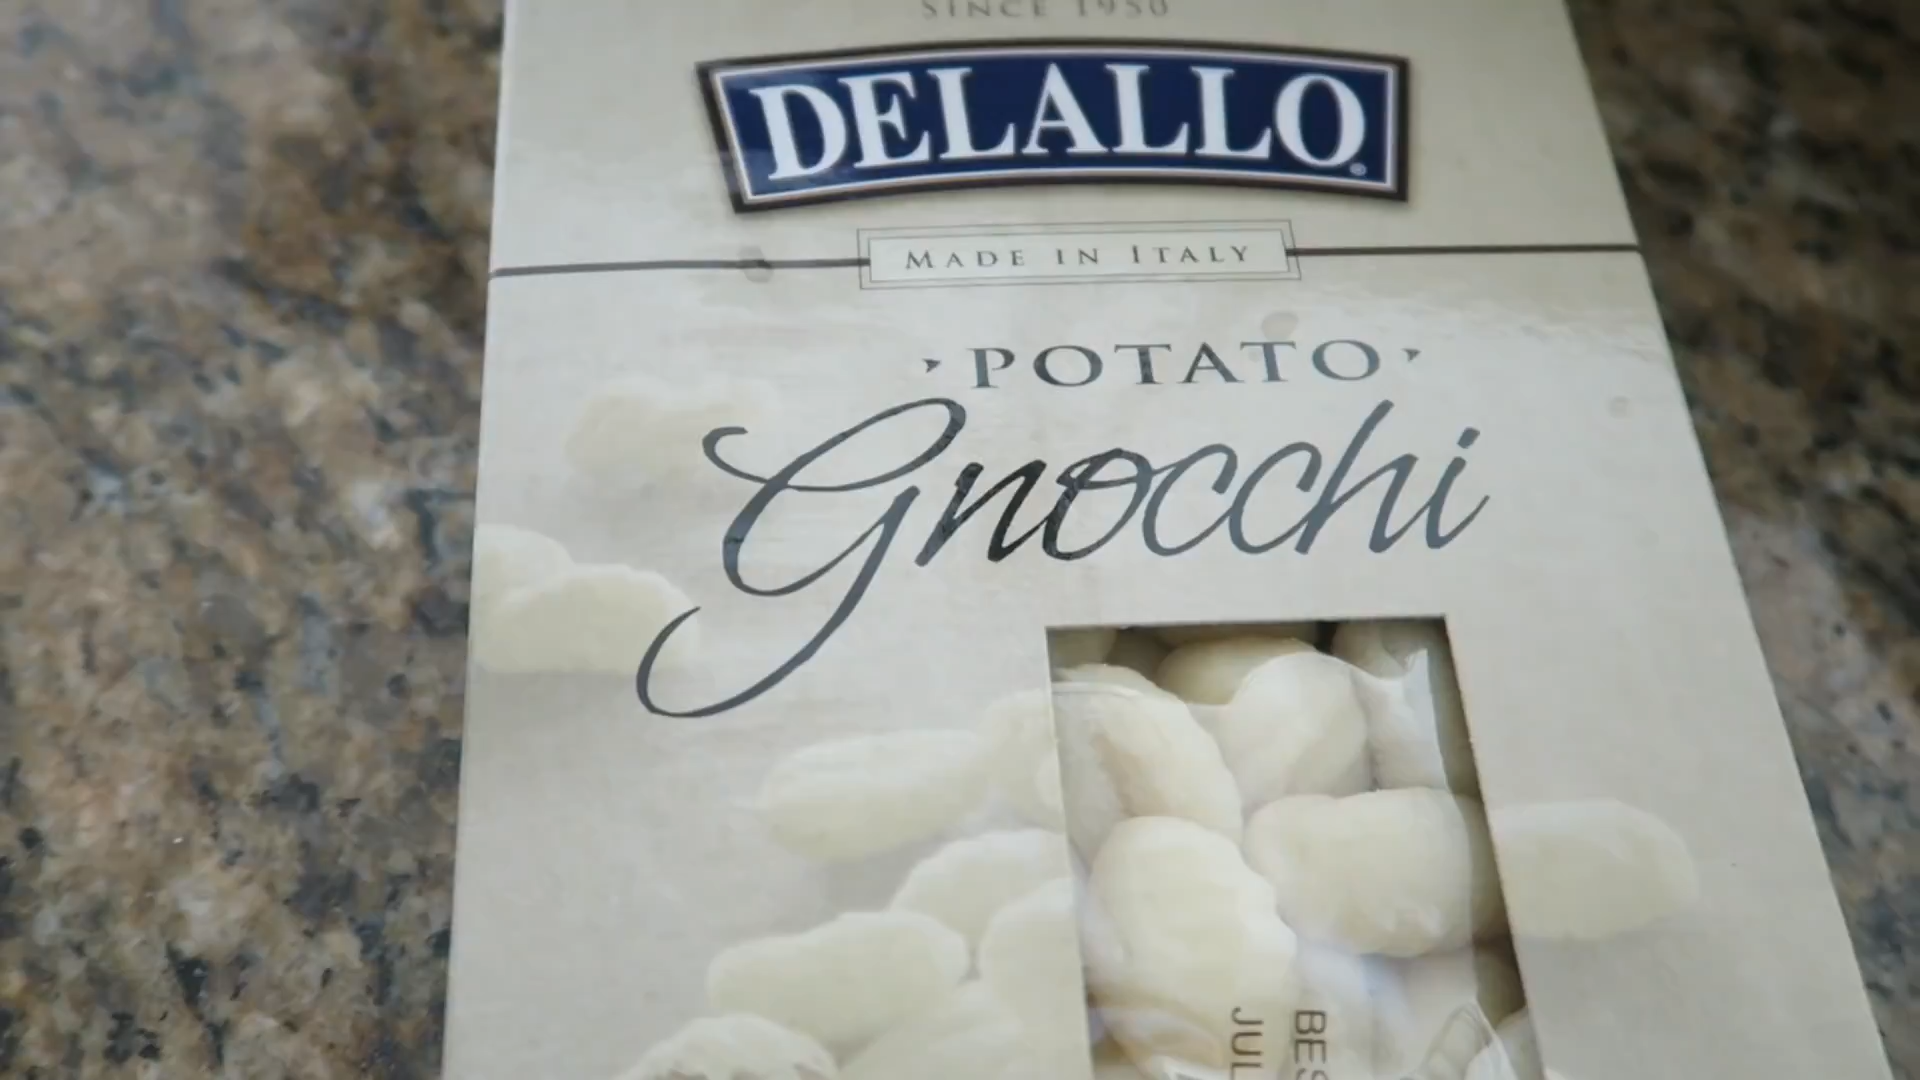 SINCE 1950
DELALLO®
MADE IN ITALY
POTATO
Gnocchi
BES
JUL